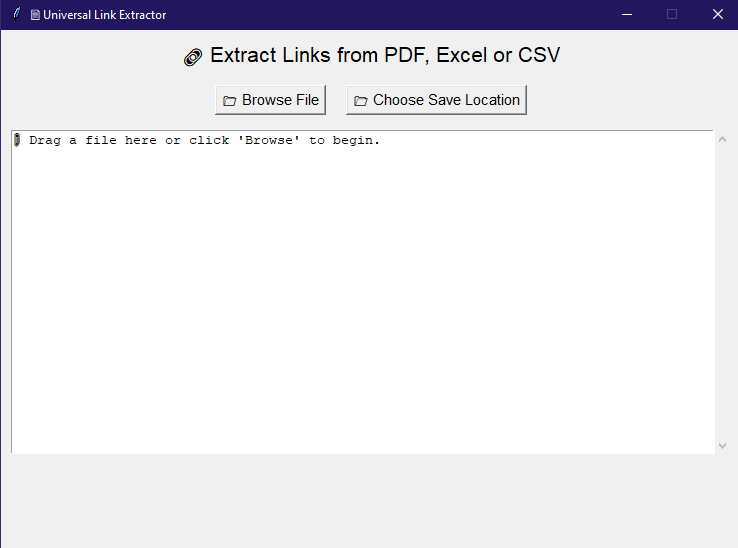 Universal Link Extractor
Extract Links from PDF, Excel or CSV
Browse File
Choose Save Location
Drag a file here or click 'Browse' to begin.